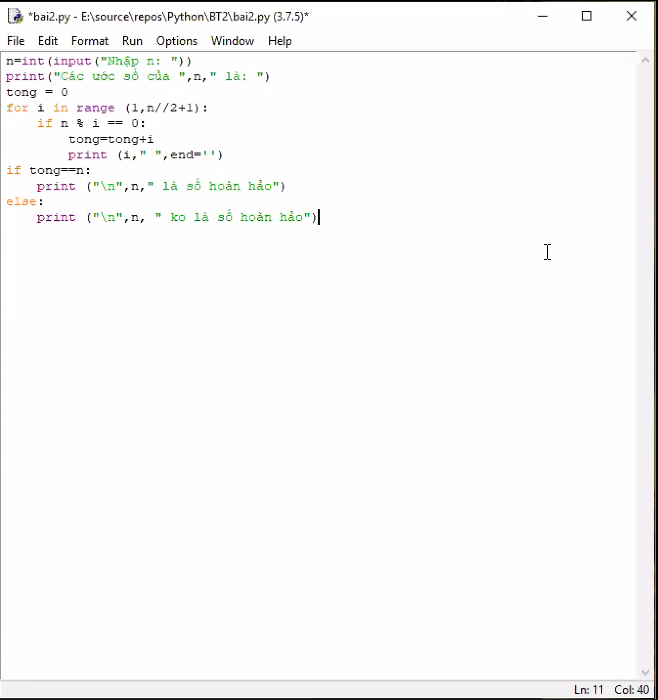 *bai2.py - E:\source\repos\Python\BT2\bai2.py (3.7.5)*
File Edit Format Run Options Window Help
n=int(input("Nhập n: "))
print("Các ước số của ",n," là: ")
tong = 0
for i in range (1,n//2+1):
    if n % i == 0:
        tong=tong+i
        print (i," ",end='')
if tong==n:
    print ("\n",n," là số hoàn hảo")
else:
    print ("\n",n, " ko là số hoàn hảo")
Ln: 11 Col: 40